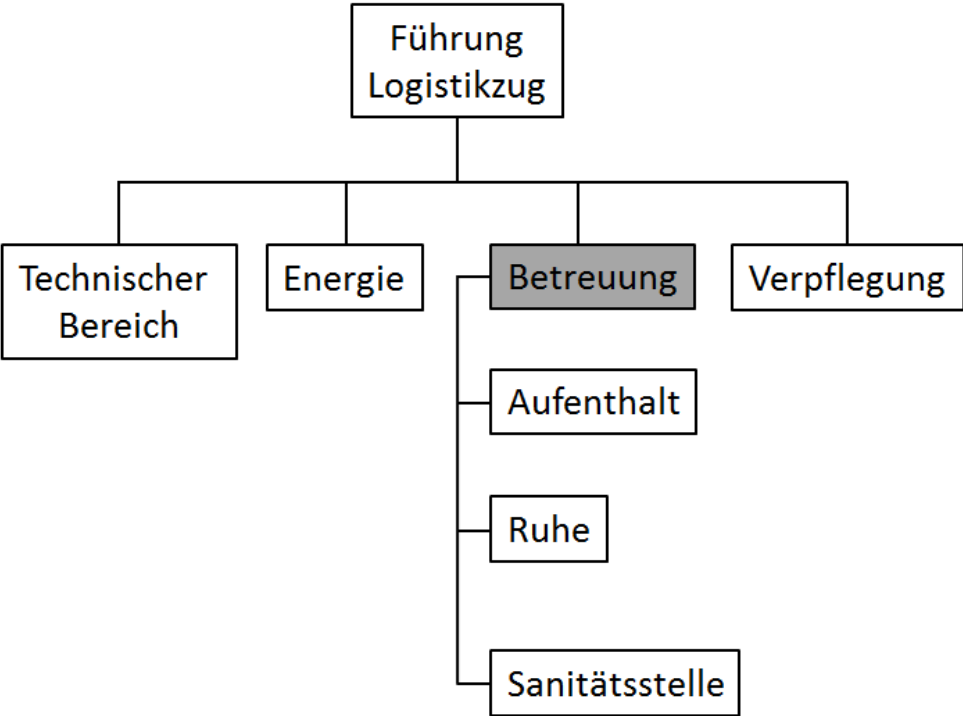 Führung
Logistikzug
Technischer
Bereich
Energie
Betreuung
Verpflegung
Aufenthalt
Ruhe
Sanitätsstelle